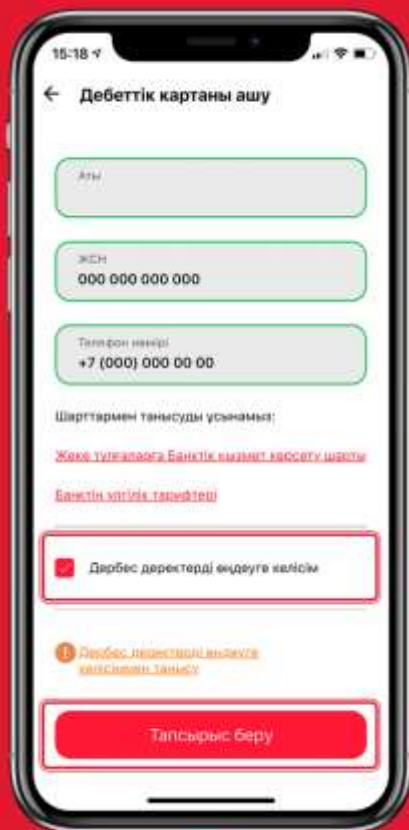 15:18
Дебеттік картаны ашу
Аты
ЖСН
000 000 000 000
Телефон нөмірі
+7 (000) 000 00 00
Шарттармен танысуды ұсынамыз:
Жеке тұлғаларға Банктік қызмет көрсету шарты
Банктің үлгілік тарифтері
Дербес деректерді өңдеуге келісім
Дербес деректерді өңдеуге
келісіммен танысу
Тапсырыс беру